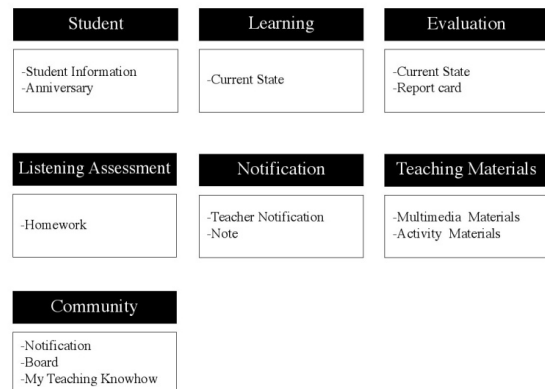 Student
-Student Information
-Anniversary
Learning
-Current State
Evaluation
-Current State
-Report card
Listening Assessment
-Homework
Notification
-Teacher Notification
-Note
Teaching Materials
-Multimedia Materials
-Activity Materials
Community
-Notification
-Board
-My Teaching Knowhow